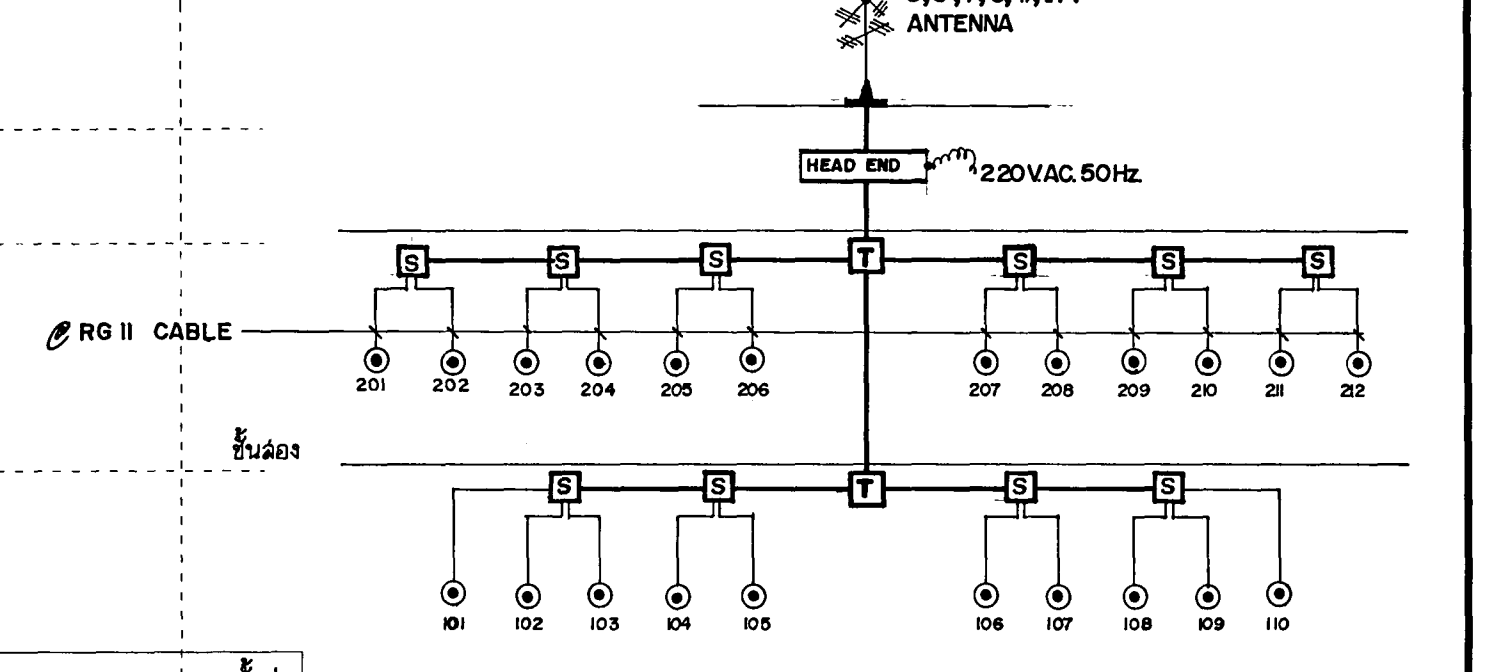 ANTENNA
HEAD END
220V.AC. 50Hz.
S S S T S S S
RG 11 CABLE
201 202 203 204 205 206 207 208 209 210 211 212
ชั้นล่อง
S S T S S
101 102 103 104 105 106 107 108 109 110